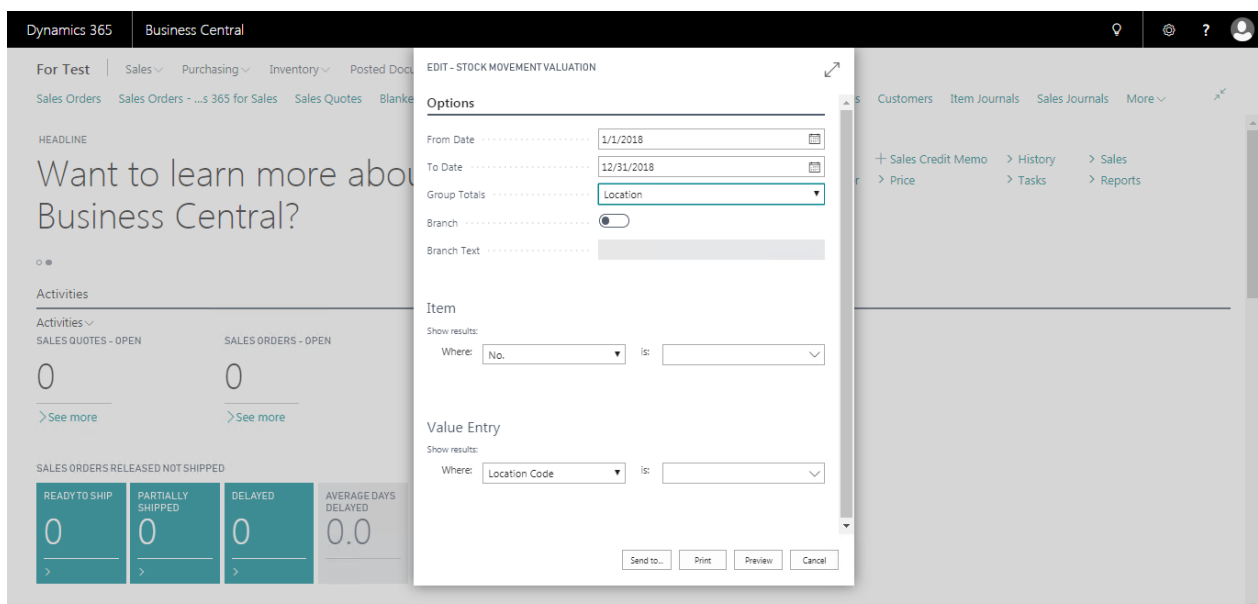 Dynamics 365 Business Central
?
For Test Sales Purchasing Inventory Posted Docu
Sales Orders Sales Orders - ...s 365 for Sales Sales Quotes Blanke s Customers Item Journals Sales Journals More
HEADLINE
Want to learn more abou
Business Central?
+ Sales Credit Memo > History > Sales
r > Price > Tasks > Reports
Activities
Activities
SALES QUOTES - OPEN SALES ORDERS - OPEN
0 0
>See more >See more
SALES ORDERS RELEASED NOT SHIPPED
READY TO SHIP
0
>
PARTIALLY
SHIPPED
0
>
DELAYED
0
>
AVERAGE DAYS
DELAYED
0.0
EDIT - STOCK MOVEMENT VALUATION
Options
From Date 1/1/2018
To Date 12/31/2018
Group Totals Location
Branch
Branch Text
Item
Show results:
Where: No. is:
Value Entry
Show results:
Where: Location Code is:
Send to... Print Preview Cancel